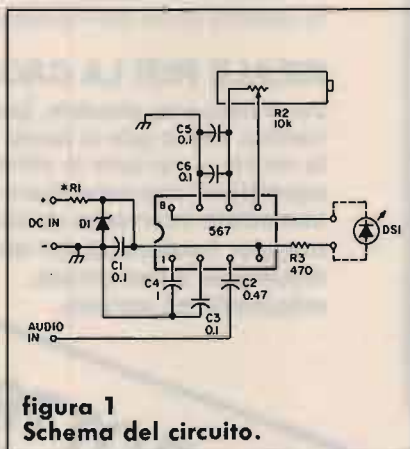 C5
0.1
C6
0.1
R2
10k
*R1
+
DC IN
-
D1
C1
0.1
8
567
1
C4
1
C3
0.1
C2
0.47
R3
470
DS1
AUDIO
IN
figura 1
Schema del circuito.